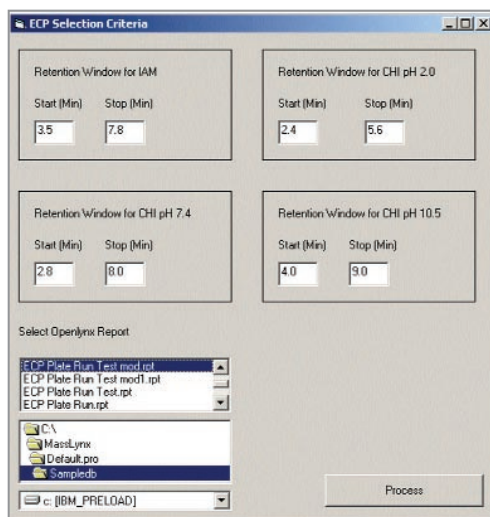 ECP Selection Criteria
Retention Window for IAM
Start (Min) Stop (Min)
3.5 7.8
Retention Window for CHI pH 2.0
Start (Min) Stop (Min)
2.4 5.6
Retention Window for CHI pH 7.4
Start (Min) Stop (Min)
2.8 8.0
Retention Window for CHI pH 10.5
Start (Min) Stop (Min)
4.0 9.0
Select Openlynx Report
ECP Plate Run Test mod.rpt
ECP Plate Run Test mod1.rpt
ECP Plate Run Test.rpt
ECP Plate Run.rpt
C:\
MassLynx
Default.pro
Sampledb
c: [IBM_PRELOAD]
Process